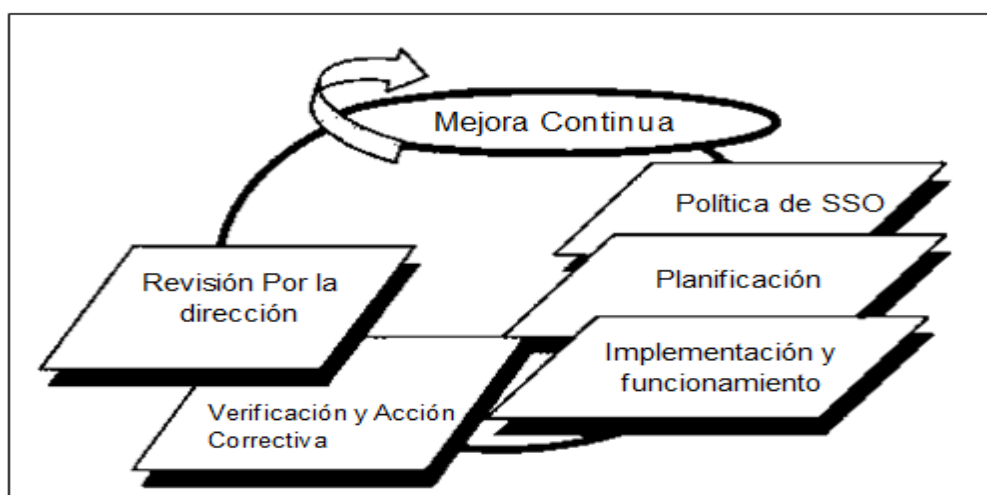 Mejora Continua
Política de SSO
Planificación
Implementación y
funcionamiento
Verificación y Acción
Correctiva
Revisión Por la
dirección